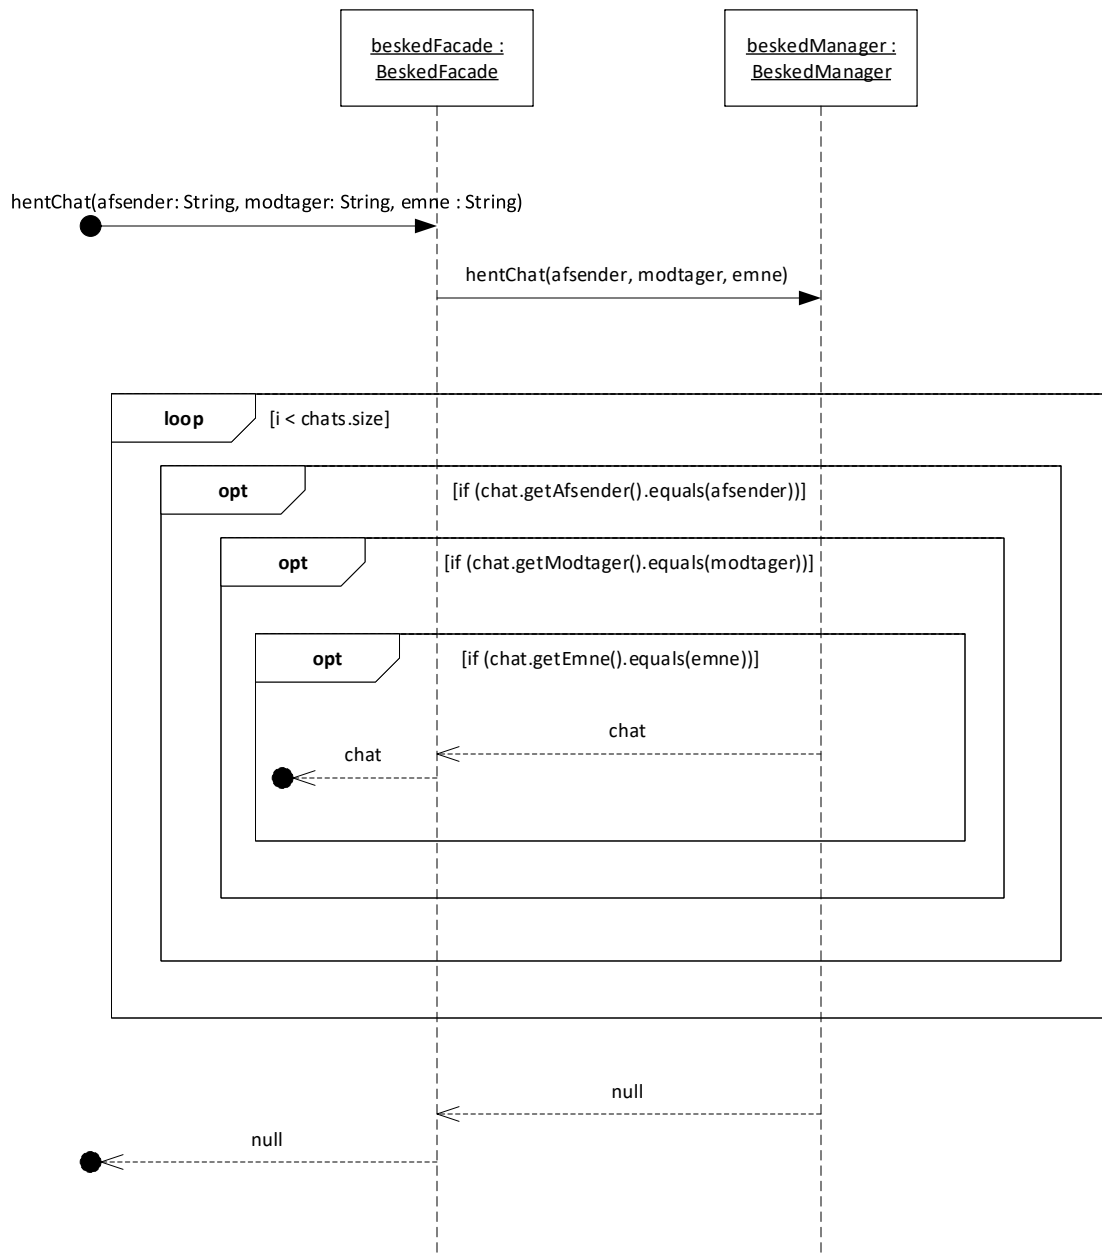 beskedFacade :
BeskedFacade
beskedManager :
BeskedManager
hentChat(afsender: String, modtager: String, emne : String)
hentChat(afsender, modtager, emne)
loop
[i < chats.size]
opt
[if (chat.getAfsender().equals(afsender))]
opt
[if (chat.getModtager().equals(modtager))]
opt
[if (chat.getEmne().equals(emne))]
chat
chat
null
null